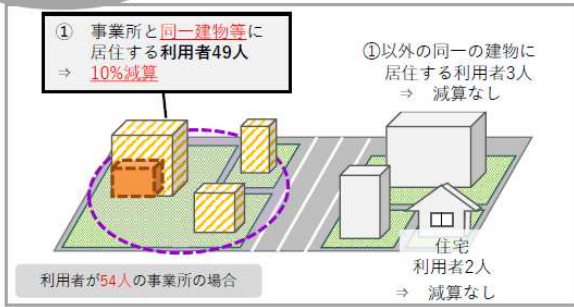 ① 事業所と同一建物等に
居住する利用者49人
⇒ 10%減算
①以外の同一の建物に
居住する利用者3人
⇒ 減算なし
住宅
利用者2人
⇒ 減算なし
利用者が54人の事業所の場合